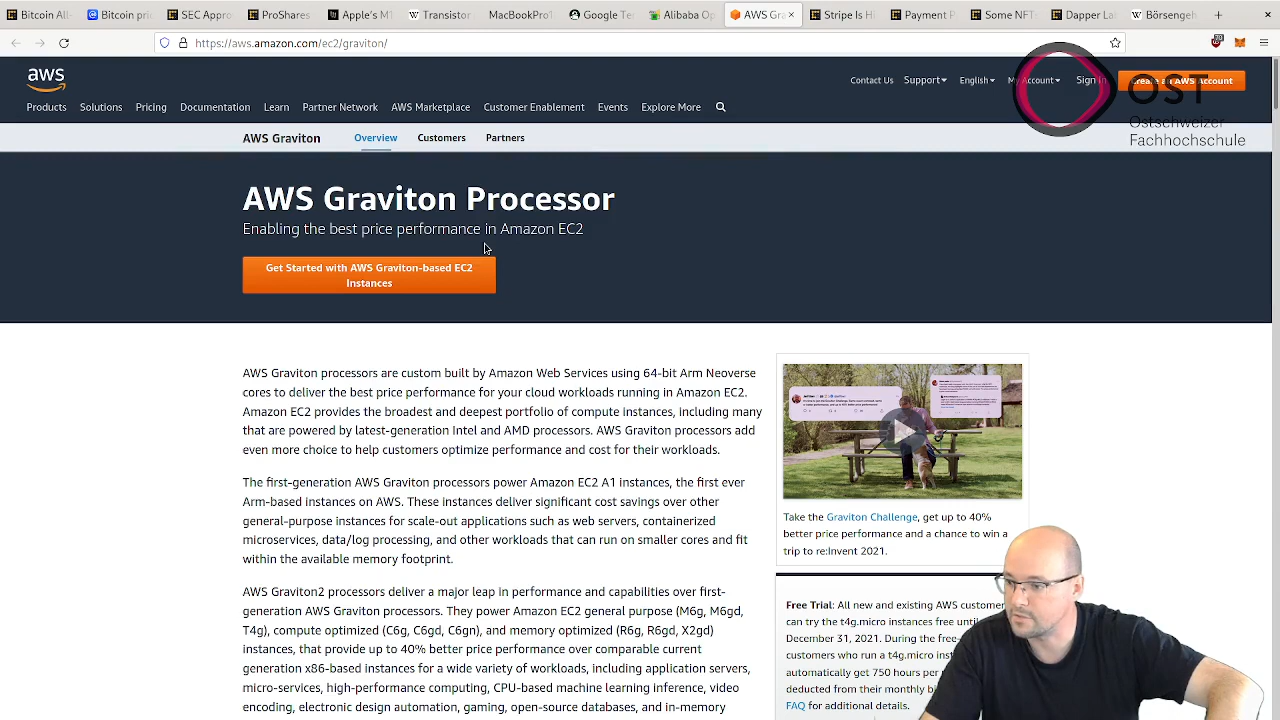 Bitcoin All
Bitcoin pric
SEC Appro
ProShares
Apple's M1
Transisto
MacBookPro1
Google Te
Alibaba Op
AWS Gra
Stripe Is Hi
Payment P
Some NFTs
Dapper La
Börsengeh
https://aws.amazon.com/ec2/graviton/
aws
Contact Us
Support
English
My Account
Sign In
Create an AWS Account
Products
Solutions
Pricing
Documentation
Learn
Partner Network
AWS Marketplace
Customer Enablement
Events
Explore More
OST
Ostschweizer
Fachhochschule
AWS Graviton
Overview
Customers
Partners
AWS Graviton Processor
Enabling the best price performance in Amazon EC2
Get Started with AWS Graviton-based EC2
Instances
AWS Graviton processors are custom built by Amazon Web Services using 64-bit Arm Neoverse
cores to deliver the best price performance for your cloud workloads running in Amazon EC2.
Amazon EC2 provides the broadest and deepest portfolio of compute instances, including many
that are powered by latest-generation Intel and AMD processors. AWS Graviton processors add
even more choice to help customers optimize performance and cost for their workloads.
The first-generation AWS Graviton processors power Amazon EC2 A1 instances, the first ever
Arm-based instances on AWS. These instances deliver significant cost savings over other
general-purpose instances for scale-out applications such as web servers, containerized
microservices, data/log processing, and other workloads that can run on smaller cores and fit
within the available memory footprint.
AWS Graviton2 processors deliver a major leap in performance and capabilities over first-
generation AWS Graviton processors. They power Amazon EC2 general purpose (M6g, M6gd,
T4g), compute optimized (C6g, C6gd, C6gn), and memory optimized (R6g, R6gd, X2gd)
instances, that provide up to 40% better price performance over comparable current
generation x86-based instances for a wide variety of workloads, including application servers,
micro-services, high-performance computing, CPU-based machine learning inference, video
encoding, electronic design automation, gaming, open-source databases, and in-memory
Take the Graviton Challenge, get up to 40%
better price performance and a chance to win a
trip to re:Invent 2021.
Free Trial: All new and existing AWS customer
can try the t4g.micro instances free until
December 31, 2021. During the free-
customers who run a t4g.micro inst
automatically get 750 hours per
deducted from their monthly bi
FAQ for additional details.